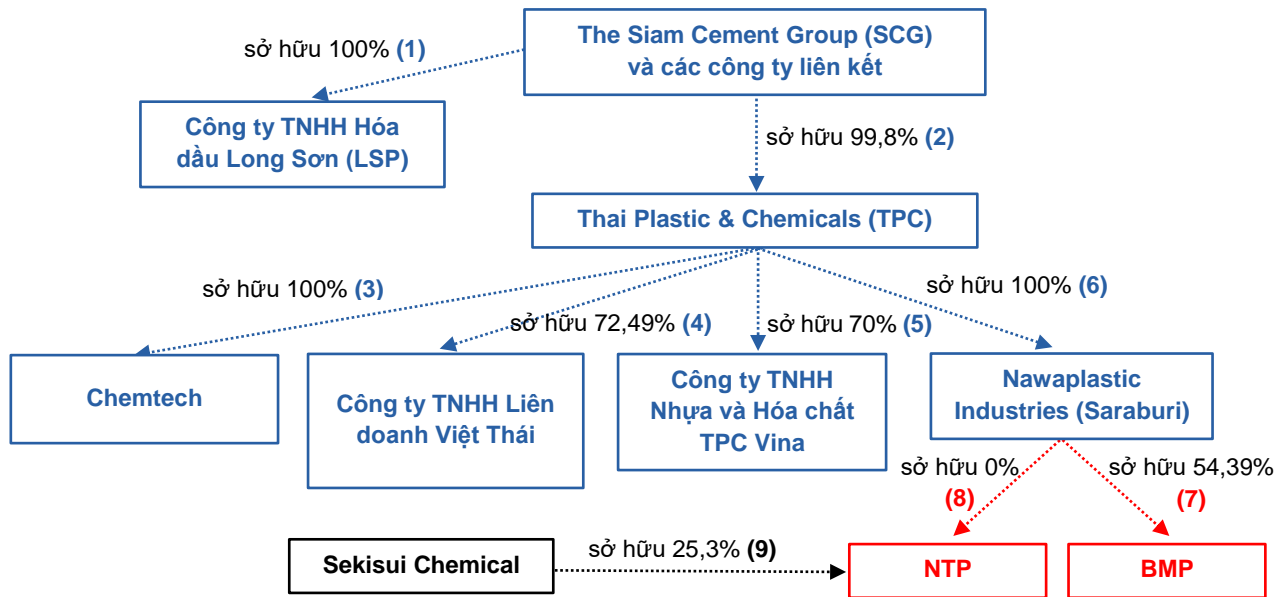 The Siam Cement Group (SCG)
và các công ty liên kết
sở hữu 100% (1)
Công ty TNHH Hóa
dầu Long Sơn (LSP)
sở hữu 99,8% (2)
Thai Plastic & Chemicals (TPC)
sở hữu 100% (3)
sở hữu 72,49% (4)
sở hữu 70% (5)
sở hữu 100% (6)
Chemtech
Công ty TNHH Liên
doanh Việt Thái
Công ty TNHH
Nhựa và Hóa chất
TPC Vina
Nawaplastic
Industries (Saraburi)
sở hữu 0%
(8)
sở hữu 54,39%
(7)
Sekisui Chemical
sở hữu 25,3% (9)
NTP
BMP